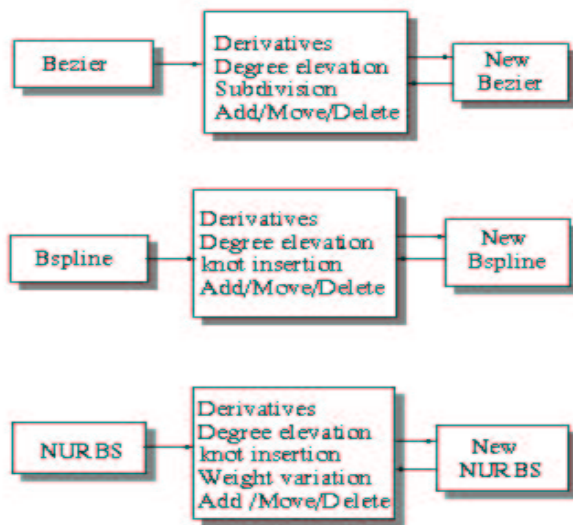 Bezier
Derivatives
Degree elevation
Subdivision
Add/Move/Delete
New
Bezier
Bspline
Derivatives
Degree elevation
knot insertion
Add/Move/Delete
New
Bspline
NURBS
Derivatives
Degree elevation
knot insertion
Weight variation
Add /Move/Delete
New
NURBS